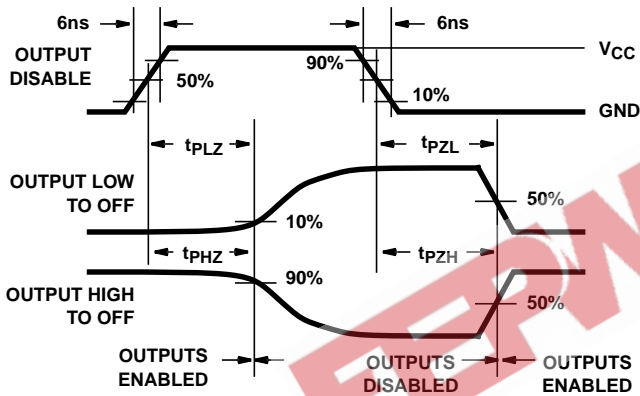 6ns
6ns
OUTPUT
DISABLE
50%
90%
10%
VCC
GND
tPLZ
tPZL
OUTPUT LOW
TO OFF
10%
50%
tPHZ
tPZH
OUTPUT HIGH
TO OFF
90%
50%
OUTPUTS
ENABLED
OUTPUTS
DISABLED
OUTPUTS
ENABLED
EEPW